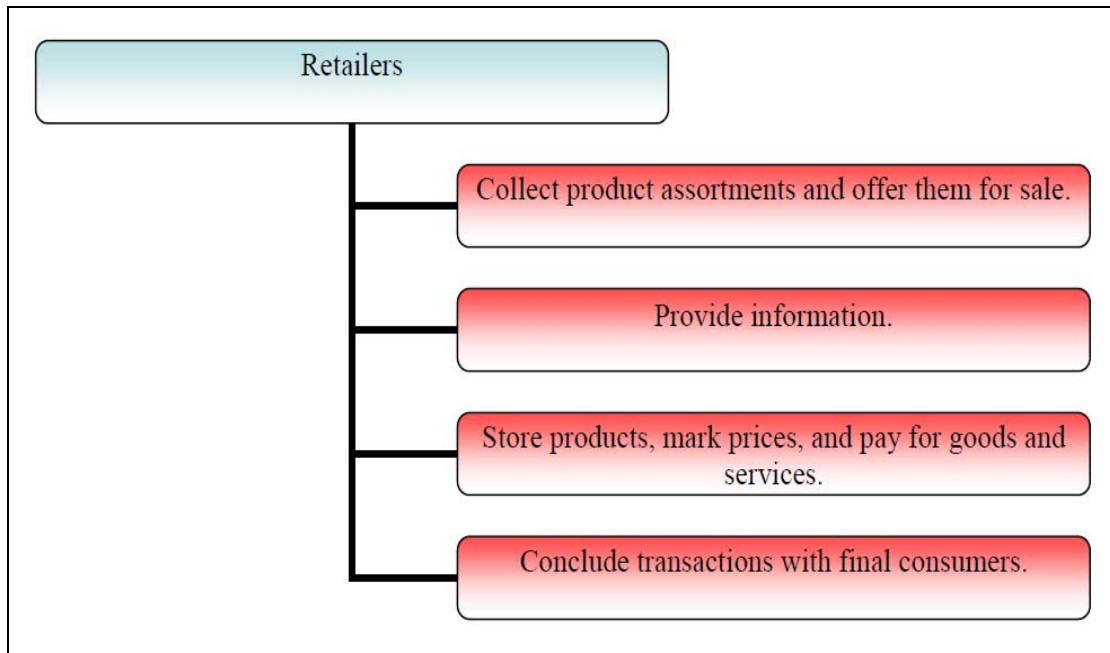 Retailers
Collect product assortments and offer them for sale.
Provide information.
Store products, mark prices, and pay for goods and
services.
Conclude transactions with final consumers.